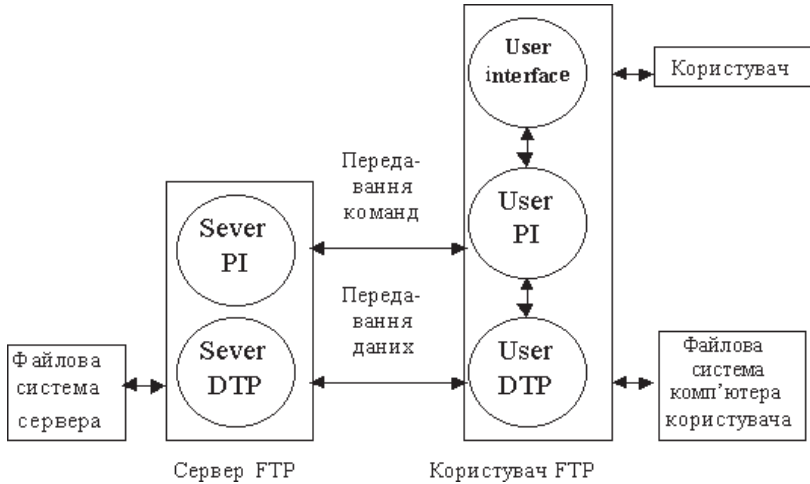 User
interface
Користувач
Переда-
вання
команд
Sever
PI
User
PI
Переда-
вання
даних
Файлова
система
сервера
Sever
DTP
User
DTP
Файлова
система
комп’ютера
користувача
Сервер FTP
Користувач FTP